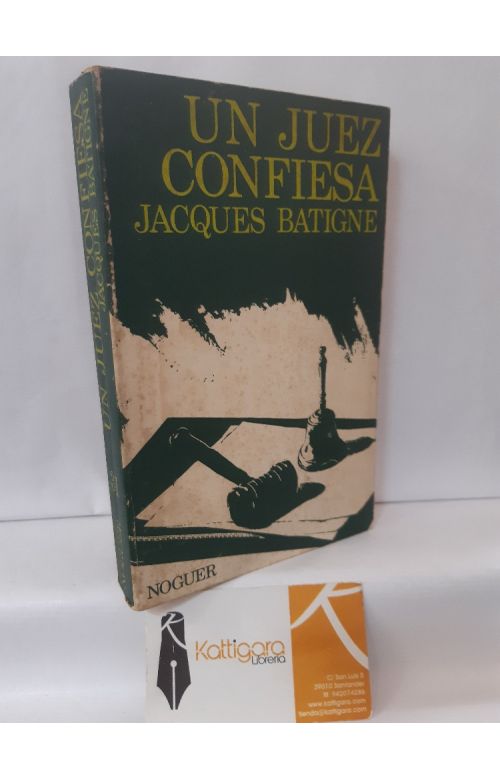 UN JUEZ
CONFIESA
JACQUES BATIGNE
UN JUEZ CONFIESA
JACQUES BATIGNE
NOGUER
Kattigara
Librería
C/ San Luis 5
39010 Santander
942074286
www.kattigara.com
tienda@kattigara.com